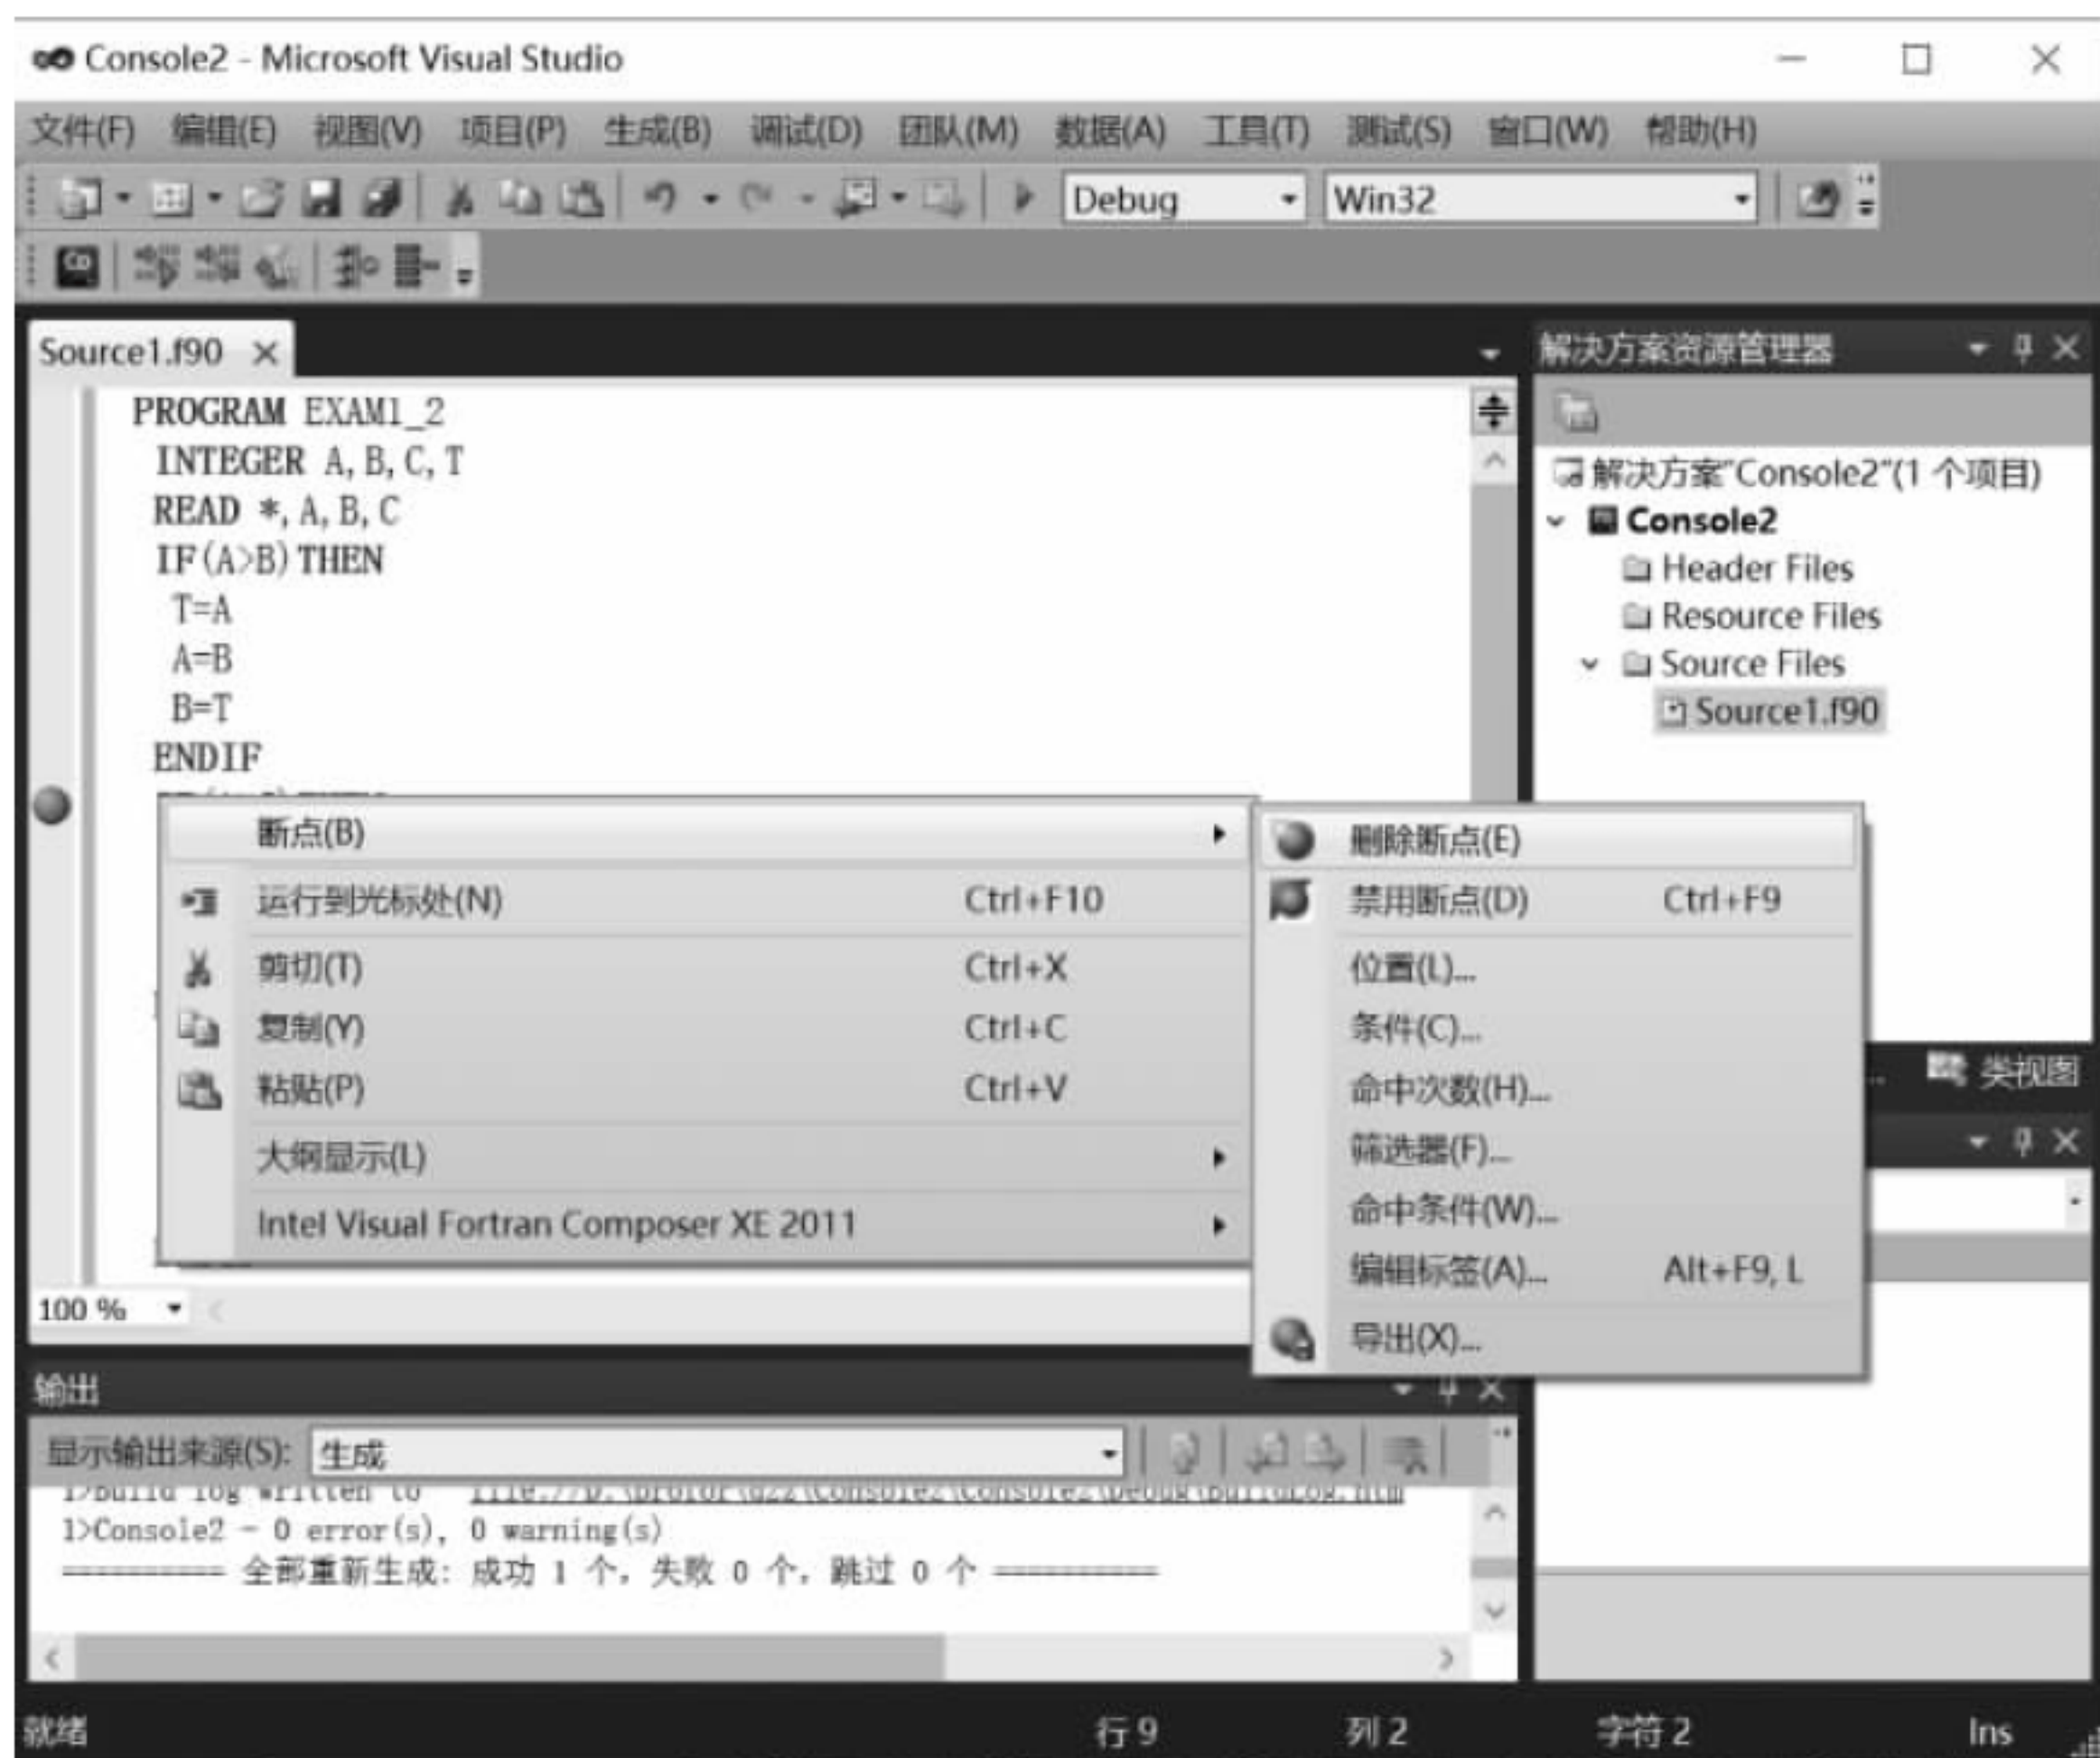 Console2 - Microsoft Visual Studio
文件(F) 编辑(E) 视图(V) 项目(P) 生成(B) 调试(D) 团队(M) 数据(A) 工具(T) 测试(S) 窗口(W) 帮助(H)
Debug Win32
Source1.f90
PROGRAM EXAM1_2
INTEGER A,B,C,T
READ *,A,B,C
IF(A>B)THEN
T=A
A=B
B=T
ENDIF
断点(B)
运行到光标处(N) Ctrl+F10
剪切(T) Ctrl+X
复制(Y) Ctrl+C
粘贴(P) Ctrl+V
大纲显示(L)
Intel Visual Fortran Composer XE 2011
删除断点(E)
禁用断点(D) Ctrl+F9
位置(L)...
条件(C)...
命中次数(H)...
筛选器(F)...
命中条件(W)...
编辑标签(A)... Alt+F9, L
导出(X)...
解决方案资源管理器
解决方案"Console2"(1 个项目)
Console2
Header Files
Resource Files
Source Files
Source1.f90
类视图
100 %
输出
显示输出来源(S): 生成
1>Build log written to
1>Console2 - 0 error(s), 0 warning(s)
========== 全部重新生成: 成功 1 个，失败 0 个，跳过 0 个 ==========
就绪 行 9 列 2 字符 2 Ins